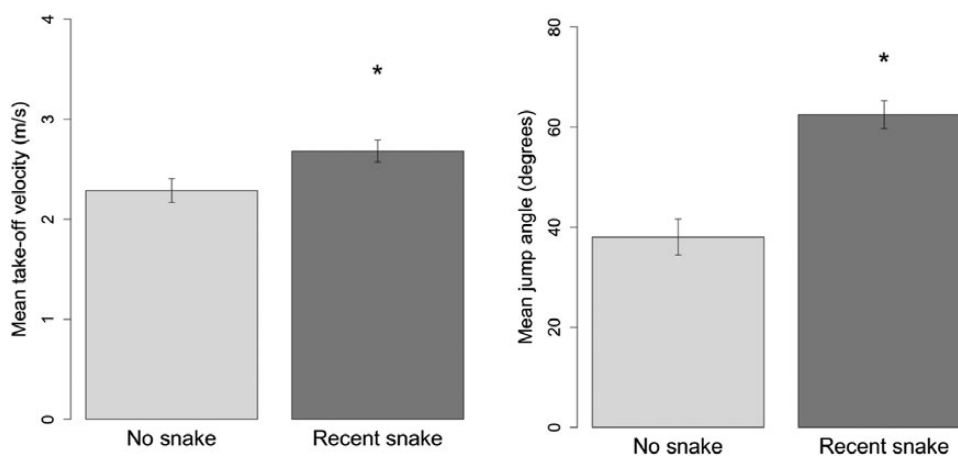 Mean take-off velocity (m/s)
4
3
2
1
0
*
No snake
Recent snake
Mean jump angle (degrees)
80
60
40
20
0
*
No snake
Recent snake